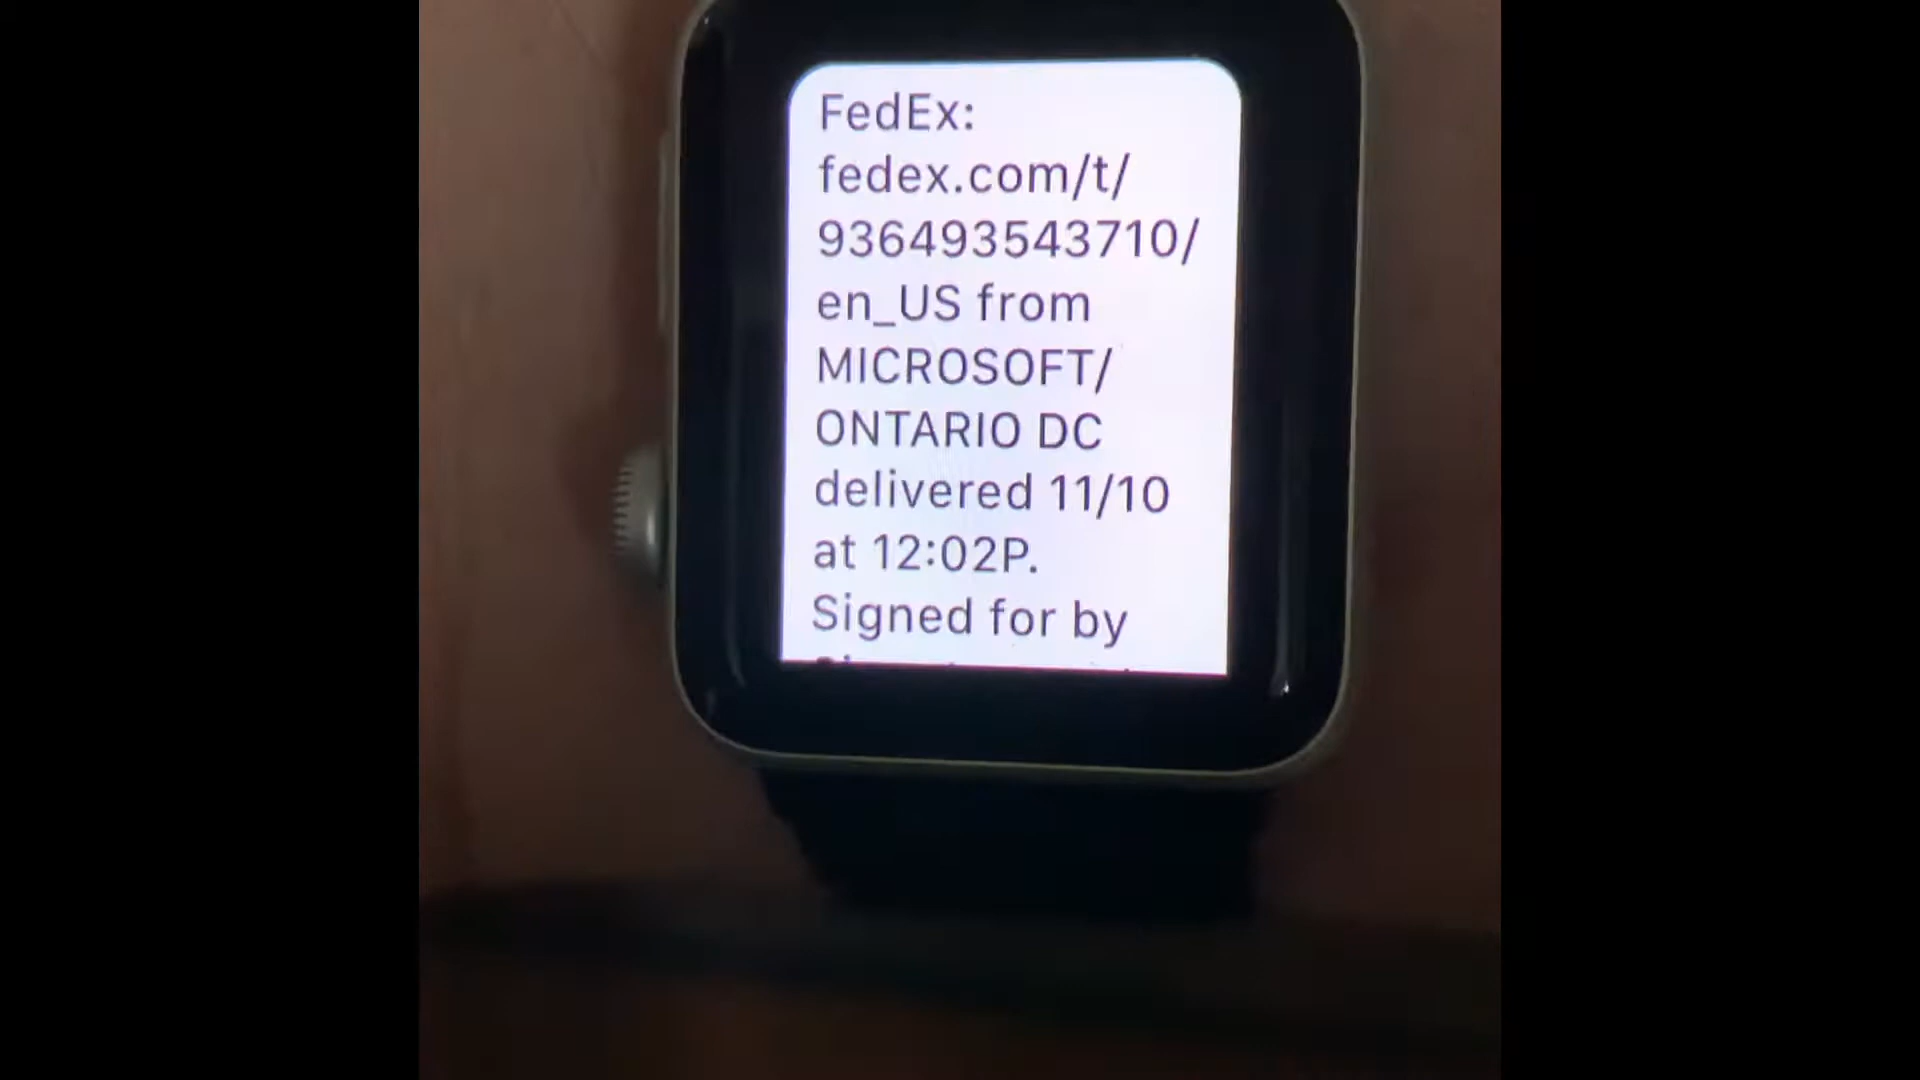 FedEx:
fedex.com/t/
936493543710/
en_US from
MICROSOFT/
ONTARIO DC
delivered 11/10
at 12:02P.
Signed for by